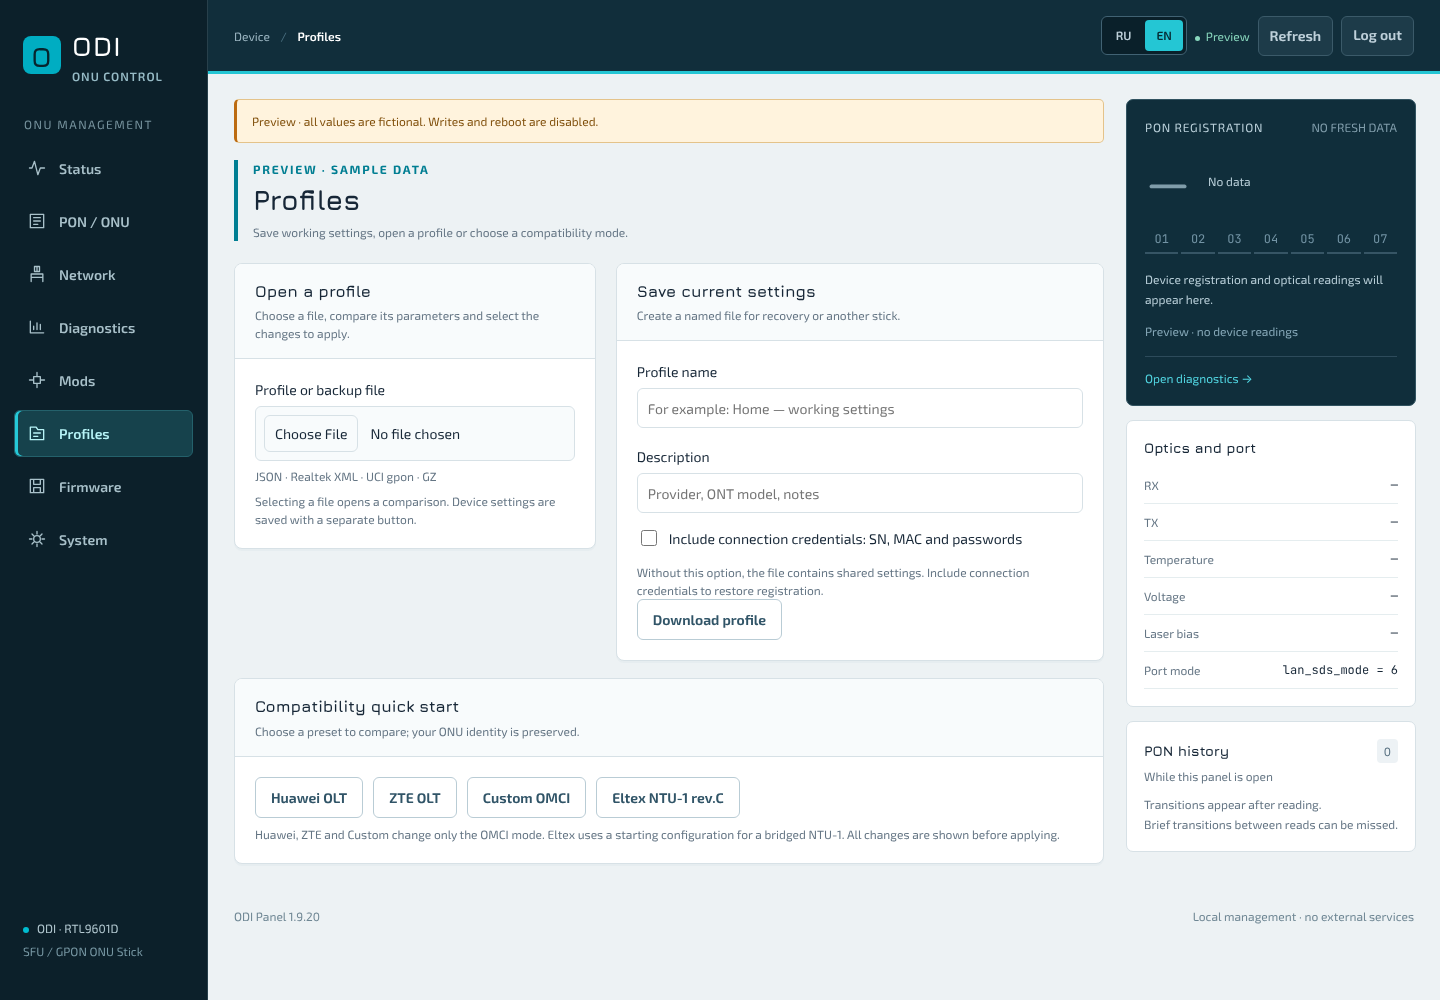 O
ODI
ONU CONTROL
ONU MANAGEMENT
Status
PON / ONU
Network
Diagnostics
Mods
Profiles
Firmware
System
ODI · RTL9601D
SFU / GPON ONU Stick
Device / Profiles
RU EN
Preview
Refresh
Log out
Preview · all values are fictional. Writes and reboot are disabled.
PREVIEW · SAMPLE DATA
Profiles
Save working settings, open a profile or choose a compatibility mode.
Open a profile
Choose a file, compare its parameters and select the
changes to apply.
Profile or backup file
Choose File No file chosen
JSON · Realtek XML · UCI gpon · GZ
Selecting a file opens a comparison. Device settings are
saved with a separate button.
Save current settings
Create a named file for recovery or another stick.
Profile name
For example: Home — working settings
Description
Provider, ONT model, notes
Include connection credentials: SN, MAC and passwords
Without this option, the file contains shared settings. Include connection
credentials to restore registration.
Download profile
Compatibility quick start
Choose a preset to compare; your ONU identity is preserved.
Huawei OLT ZTE OLT Custom OMCI Eltex NTU-1 rev.C
Huawei, ZTE and Custom change only the OMCI mode. Eltex uses a starting configuration for a bridged NTU-1. All changes are shown before applying.
PON REGISTRATION NO FRESH DATA
— No data
01 02 03 04 05 06 07
Device registration and optical readings will
appear here.
Preview · no device readings
Open diagnostics →
Optics and port
RX —
TX —
Temperature —
Voltage —
Laser bias —
Port mode lan_sds_mode = 6
PON history 0
While this panel is open
Transitions appear after reading.
Brief transitions between reads can be missed.
ODI Panel 1.9.20
Local management · no external services